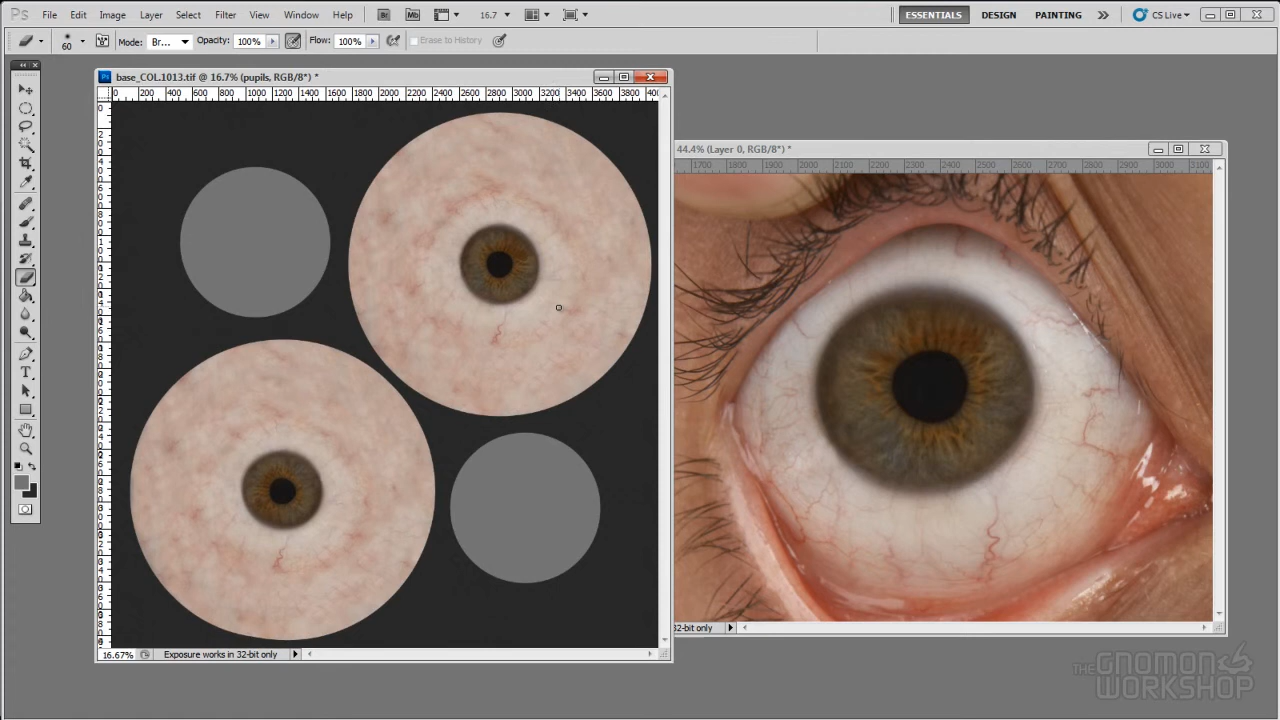 Ps File Edit Image Layer Select Filter View Window Help Br Mb 16.7 ESSENTIALS DESIGN PAINTING CS Live
60 Mode: Br... Opacity: 100% Flow: 100% Erase to History
Ps base_COL.1013.tif @ 16.7% (pupils, RGB/8*) *
0 200 400 600 800 1000 1200 1400 1600 1800 2000 2200 2400 2600 2800 3000 3200 3400 3600 3800
44.4% (Layer 0, RGB/8*) *
1700 1800 1900 2000 2100 2200 2300 2400 2500 2600 2700 2800 2900 3000 3100
T
32-bit only
16.67% Exposure works in 32-bit only
THE GNOMON
WORKSHOP